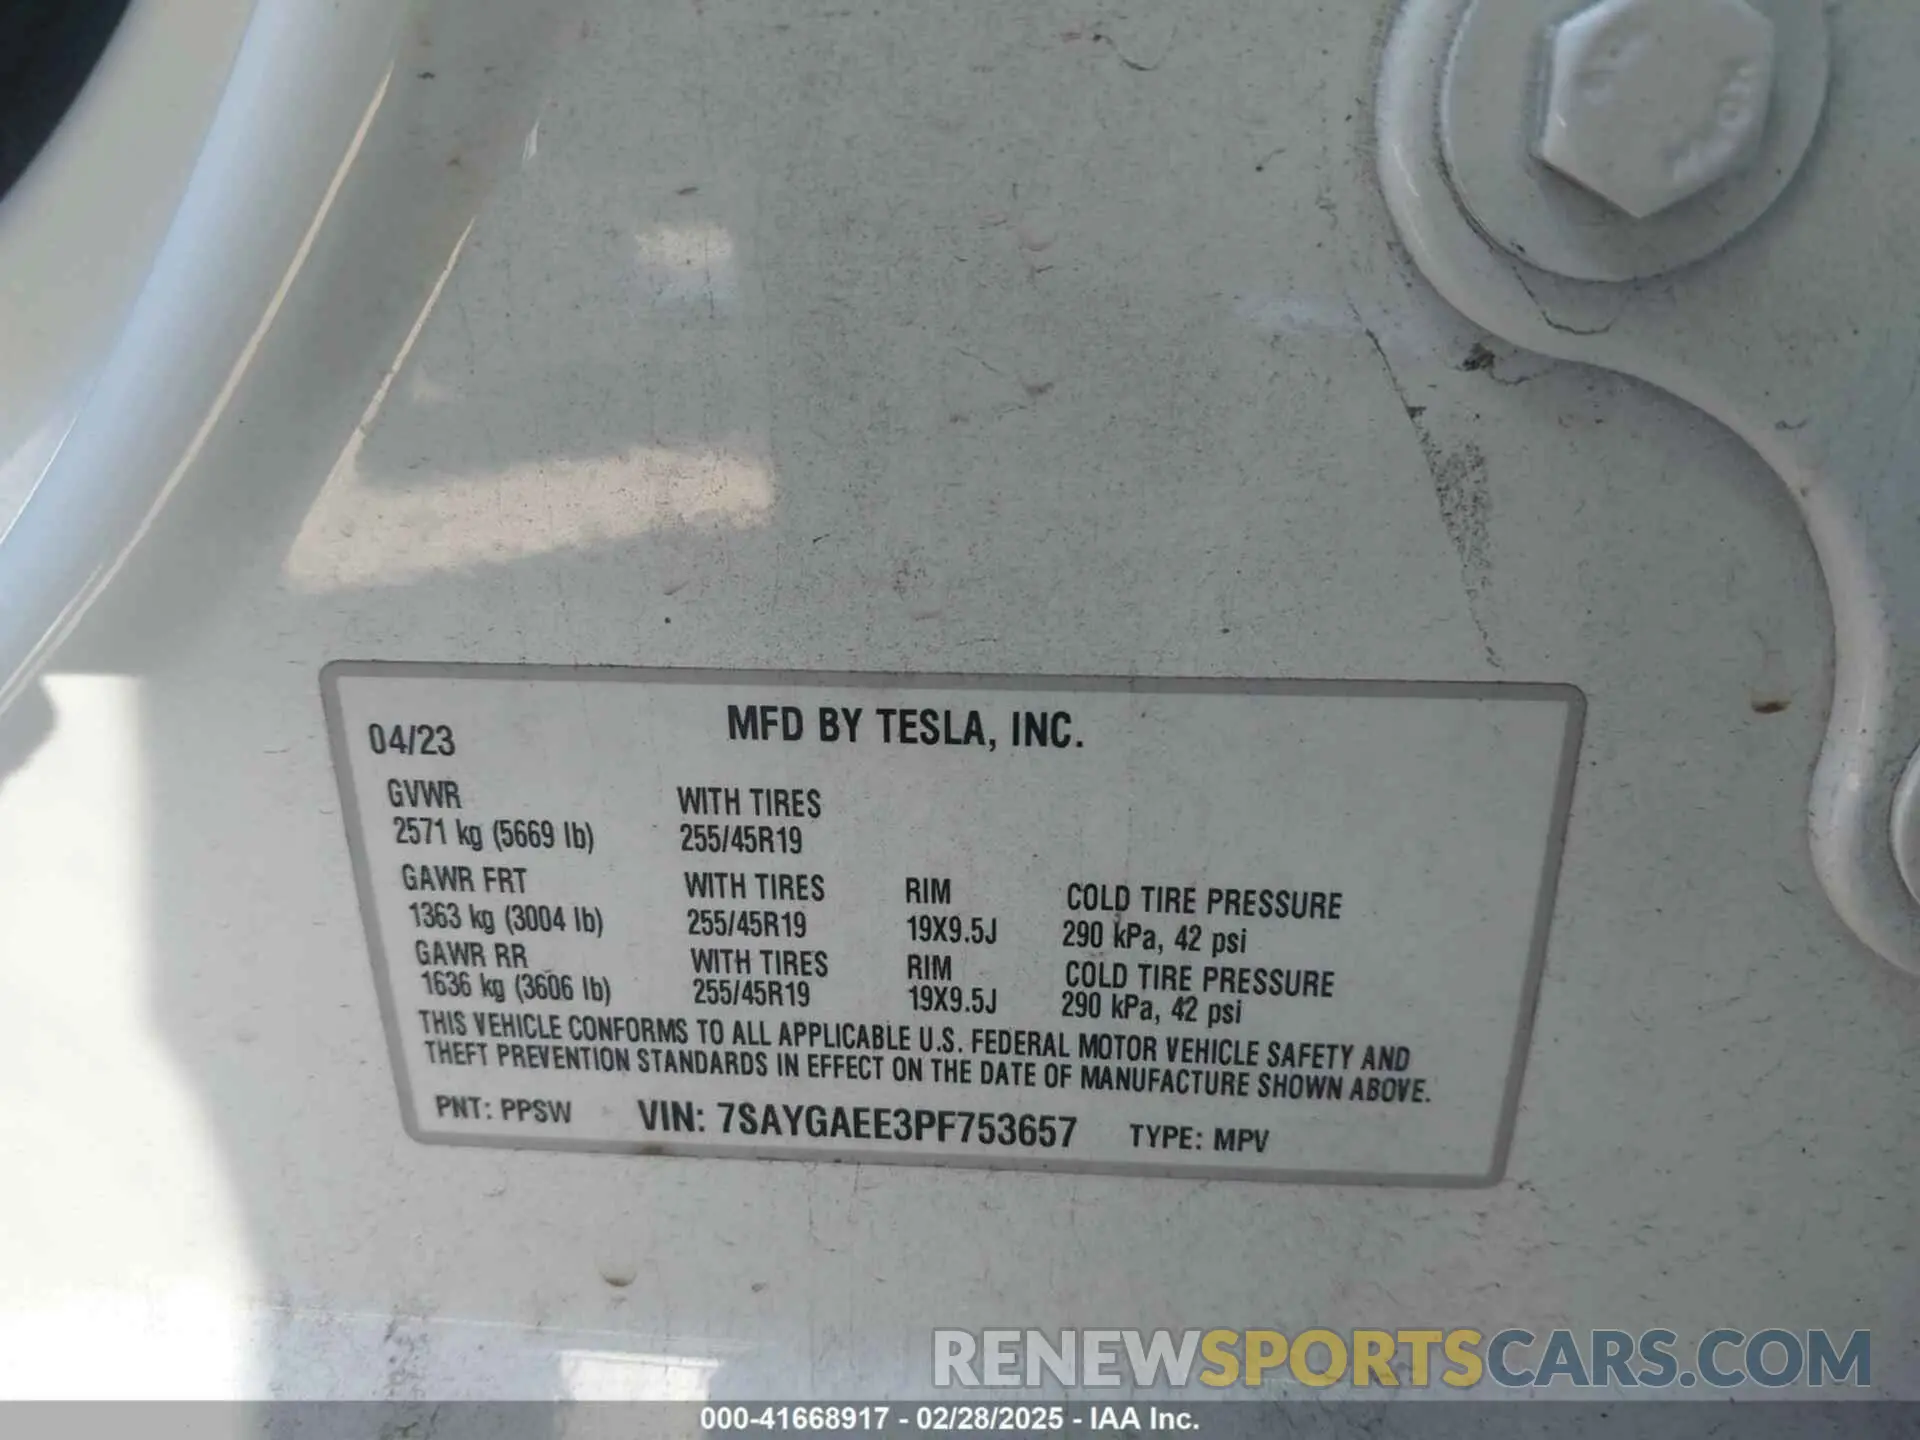 04/23 MFD BY TESLA, INC.
GVWR WITH TIRES
2571 kg (5669 lb) 255/45R19
GAWR FRT WITH TIRES RIM COLD TIRE PRESSURE
1363 kg (3004 lb) 255/45R19 19X9.5J 290 kPa, 42 psi
GAWR RR WITH TIRES RIM COLD TIRE PRESSURE
1636 kg (3606 lb) 255/45R19 19X9.5J 290 kPa, 42 psi
THIS VEHICLE CONFORMS TO ALL APPLICABLE U.S. FEDERAL MOTOR VEHICLE SAFETY AND
THEFT PREVENTION STANDARDS IN EFFECT ON THE DATE OF MANUFACTURE SHOWN ABOVE.
PNT: PPSW VIN: 7SAYGAEE3PF753657 TYPE: MPV
RENEWSPORTSCARS.COM
000-41668917 - 02/28/2025 - IAA Inc.